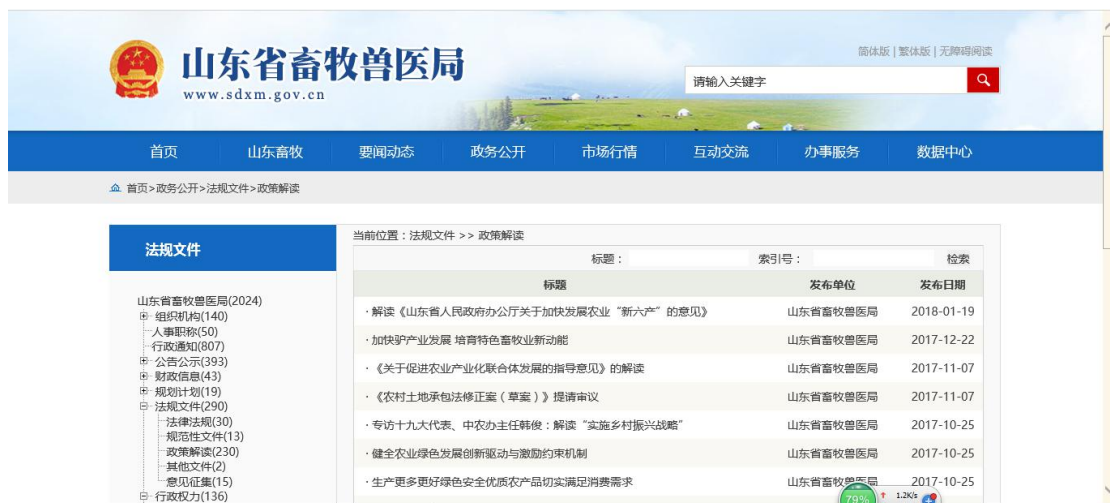 简体版 | 繁体版 | 无障碍阅读
山东省畜牧兽医局
www.sdxm.gov.cn
请输入关键字
首页 山东畜牧 要闻动态 政务公开 市场行情 互动交流 办事服务 数据中心
首页>政务公开>法规文件>政策解读
法规文件
山东省畜牧兽医局(2024)
组织机构(140)
人事职称(50)
行政通知(807)
公告公示(393)
财政信息(43)
规划计划(19)
法规文件(290)
法律法规(30)
规范性文件(13)
政策解读(230)
其他文件(2)
意见征集(15)
行政权力(136)
当前位置：法规文件 >> 政策解读
标题： 索引号： 检索
标题 发布单位 发布日期
·解读《山东省人民政府办公厅关于加快发展农业“新六产”的意见》 山东省畜牧兽医局 2018-01-19
·加快驴产业发展 培育特色畜牧业新动能 山东省畜牧兽医局 2017-12-22
·《关于促进农业产业化联合体发展的指导意见》的解读 山东省畜牧兽医局 2017-11-07
·《农村土地承包法修正案（草案）》提请审议 山东省畜牧兽医局 2017-11-07
·专访十九大代表、中农办主任韩俊：解读“实施乡村振兴战略” 山东省畜牧兽医局 2017-10-25
·健全农业绿色发展创新驱动与激励约束机制 山东省畜牧兽医局 2017-10-25
·生产更多更好绿色安全优质农产品切实满足消费需求 山东省畜牧兽医局 2017-10-25
79% 1.2K/s